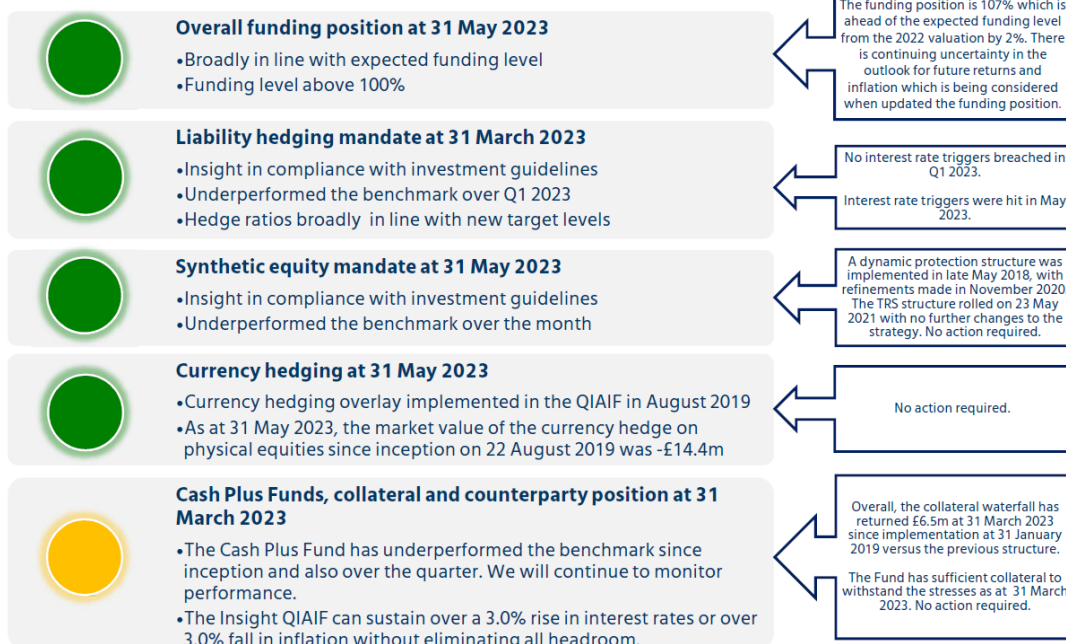 Overall funding position at 31 May 2023
•Broadly in line with expected funding level
•Funding level above 100%
The funding position is 107% which is
ahead of the expected funding level
from the 2022 valuation by 2%. There
is continuing uncertainty in the
outlook for future returns and
inflation which is being considered
when updated the funding position.
Liability hedging mandate at 31 March 2023
•Insight in compliance with investment guidelines
•Underperformed the benchmark over Q1 2023
•Hedge ratios broadly in line with new target levels
No interest rate triggers breached in
Q1 2023.
Interest rate triggers were hit in May
2023.
Synthetic equity mandate at 31 May 2023
•Insight in compliance with investment guidelines
•Underperformed the benchmark over the month
A dynamic protection structure was
implemented in late May 2018, with
refinements made in November 2020.
The TRS structure rolled on 23 May
2021 with no further changes to the
strategy. No action required.
Currency hedging at 31 May 2023
•Currency hedging overlay implemented in the QIAIF in August 2019
•As at 31 May 2023, the market value of the currency hedge on
physical equities since inception on 22 August 2019 was -£14.4m
No action required.
Cash Plus Funds, collateral and counterparty position at 31
March 2023
•The Cash Plus Fund has underperformed the benchmark since
inception and also over the quarter. We will continue to monitor
performance.
•The Insight QIAIF can sustain over a 3.0% rise in interest rates or over
3.0% fall in inflation without eliminating all headroom.
Overall, the collateral waterfall has
returned £6.5m at 31 March 2023
since implementation at 31 January
2019 versus the previous structure.
The Fund has sufficient collateral to
withstand the stresses as at 31 March
2023. No action required.